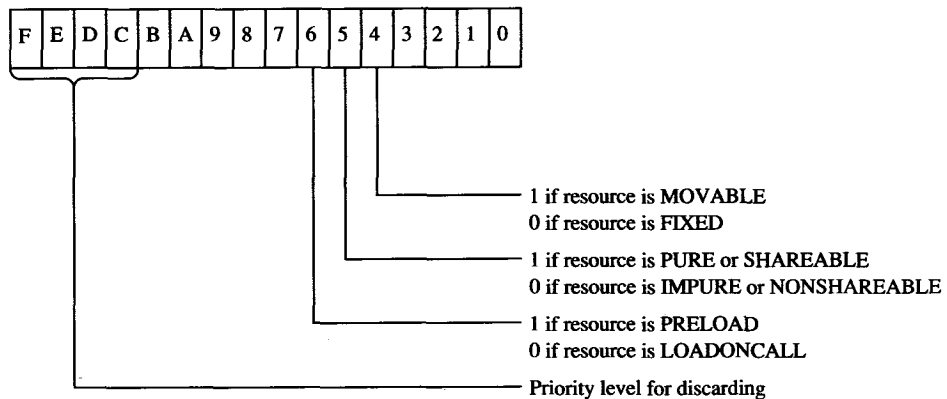 F E D C B A 9 8 7 6 5 4 3 2 1 0
1 if resource is MOVABLE
0 if resource is FIXED
1 if resource is PURE or SHAREABLE
0 if resource is IMPURE or NONSHAREABLE
1 if resource is PRELOAD
0 if resource is LOADONCALL
Priority level for discarding